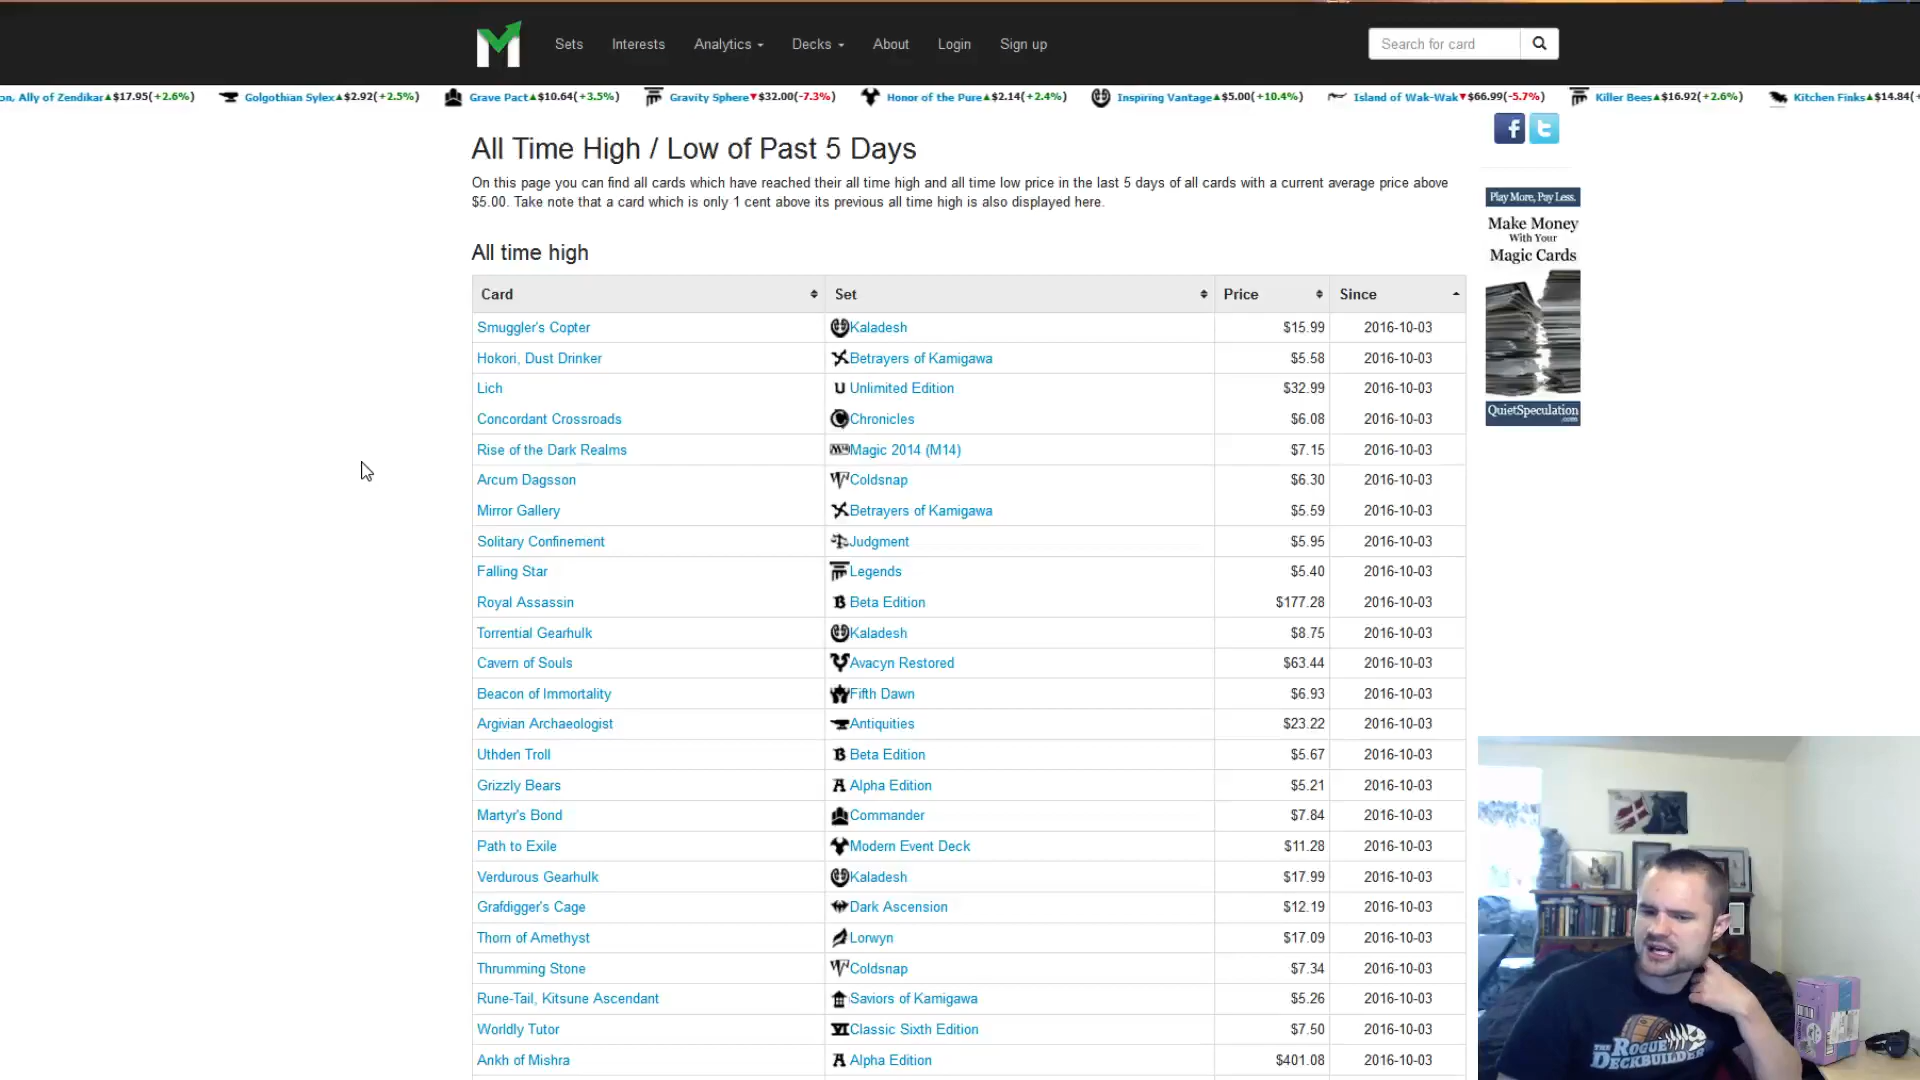 Sets Interests Analytics Decks About Login Sign up Search for card
on, Ally of Zendikar▲$17.95(+2.6%) Golgothian Sylex▲$2.92(+2.5%) Grave Pact▲$10.64(+3.5%) Gravity Sphere▼$32.00(-7.3%) Honor of the Pure▲$2.14(+2.4%) Inspiring Vantage▲$5.00(+10.4%) Island of Wak-Wak▼$66.99(-5.7%) Killer Bees▲$16.92(+2.6%) Kitchen Finks▲$14.84(+
All Time High / Low of Past 5 Days
On this page you can find all cards which have reached their all time high and all time low price in the last 5 days of all cards with a current average price above
$5.00. Take note that a card which is only 1 cent above its previous all time high is also displayed here.
All time high
Card Set Price Since
Smuggler's Copter Kaladesh $15.99 2016-10-03
Hokori, Dust Drinker Betrayers of Kamigawa $5.58 2016-10-03
Lich Unlimited Edition $32.99 2016-10-03
Concordant Crossroads Chronicles $6.08 2016-10-03
Rise of the Dark Realms Magic 2014 (M14) $7.15 2016-10-03
Arcum Dagsson Coldsnap $6.30 2016-10-03
Mirror Gallery Betrayers of Kamigawa $5.59 2016-10-03
Solitary Confinement Judgment $5.95 2016-10-03
Falling Star Legends $5.40 2016-10-03
Royal Assassin Beta Edition $177.28 2016-10-03
Torrential Gearhulk Kaladesh $8.75 2016-10-03
Cavern of Souls Avacyn Restored $63.44 2016-10-03
Beacon of Immortality Fifth Dawn $6.93 2016-10-03
Argivian Archaeologist Antiquities $23.22 2016-10-03
Uthden Troll Beta Edition $5.67 2016-10-03
Grizzly Bears Alpha Edition $5.21 2016-10-03
Martyr's Bond Commander $7.84 2016-10-03
Path to Exile Modern Event Deck $11.28 2016-10-03
Verdurous Gearhulk Kaladesh $17.99 2016-10-03
Grafdigger's Cage Dark Ascension $12.19 2016-10-03
Thorn of Amethyst Lorwyn $17.09 2016-10-03
Thrumming Stone Coldsnap $7.34 2016-10-03
Rune-Tail, Kitsune Ascendant Saviors of Kamigawa $5.26 2016-10-03
Worldly Tutor Classic Sixth Edition $7.50 2016-10-03
Ankh of Mishra Alpha Edition $401.08 2016-10-03
Play More, Pay Less.
Make Money
With Your
Magic Cards
QuietSpeculation
.com
THE ROGUE
DECKBUILDER